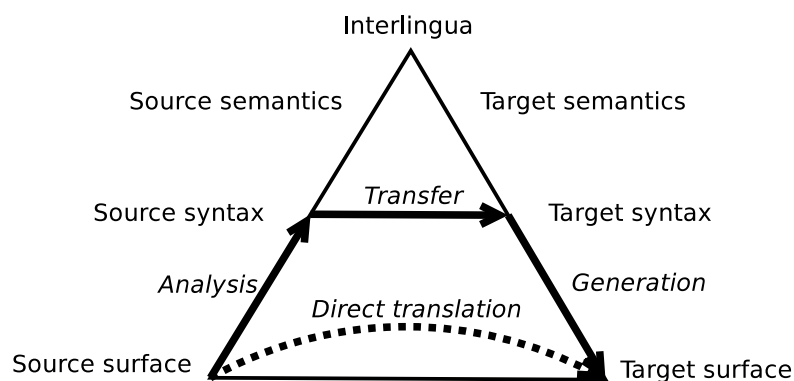 Interlingua
Source semantics
Target semantics
Transfer
Source syntax
Target syntax
Analysis
Generation
Direct translation
Source surface
Target surface